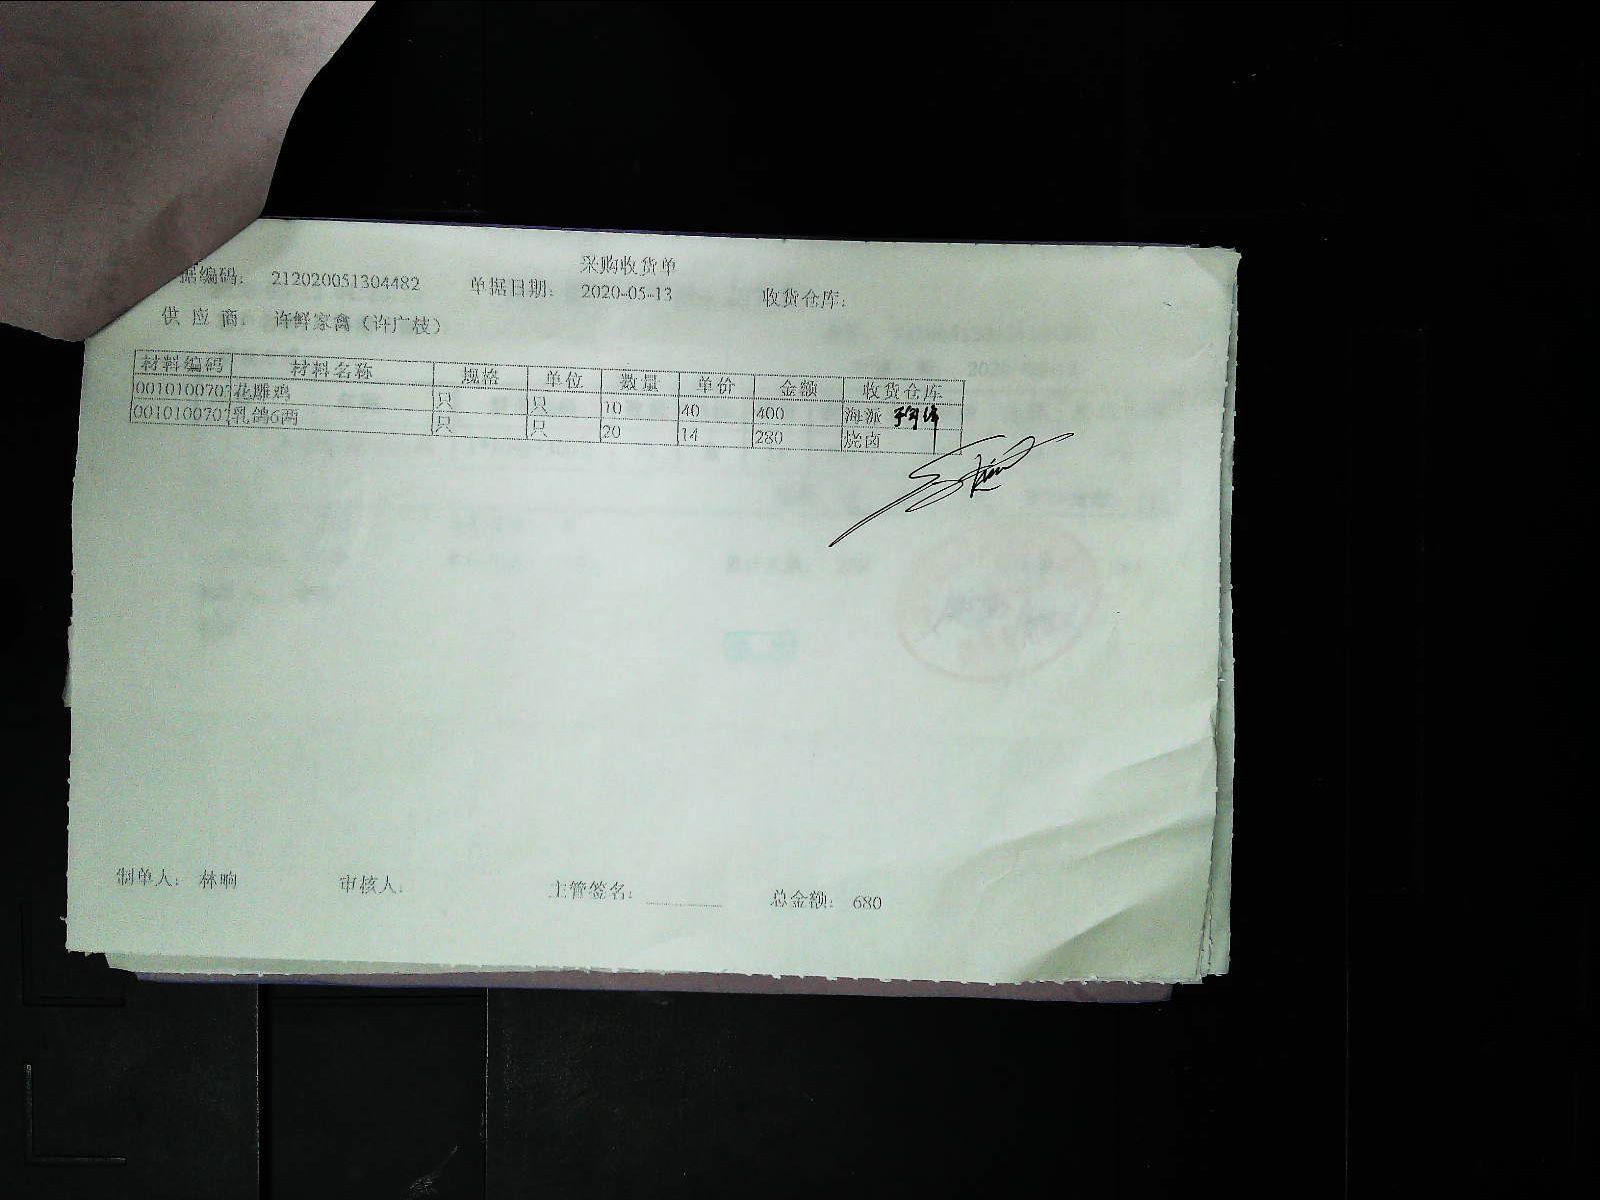 采购收货单
据编码: 212020051304482 单据日期: 2020-05-13 收货仓库:
供应商: 许鲜家禽（许广枝）
材料编码 材料名称 规格 单位 数量 单价 金额 收货仓库
0010100707 花雕鸡 只 只 10 40 400 海派
0010100707 乳鸽6两 只 只 20 14 280 烧卤
制单人: 林晌 审核人: 主管签名: 总金额: 680